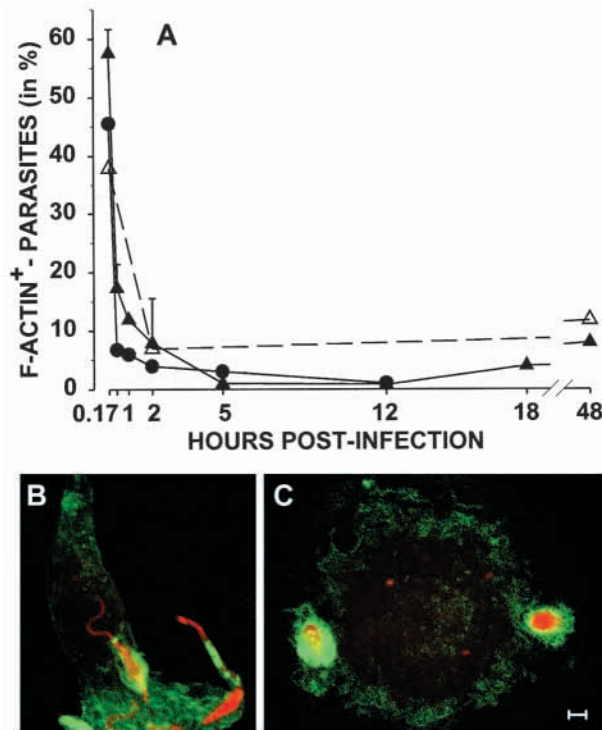 A
F-ACTIN+ - PARASITES (in %)
60
50
40
30
20
10
0
0.17 1 2 5 12 18 48
HOURS POST-INFECTION
B
C